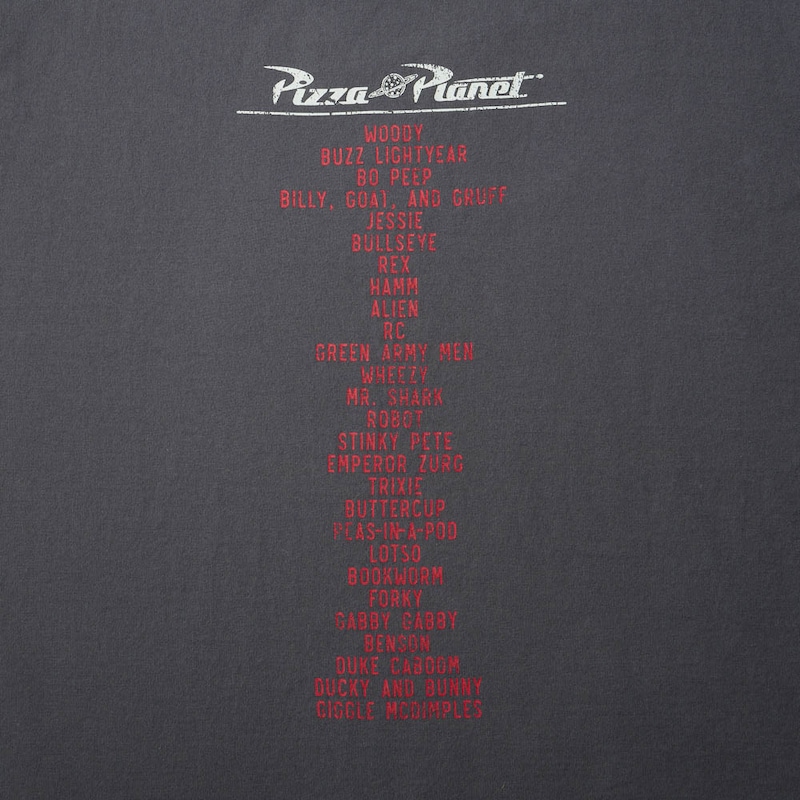 Pizza Planet
WOODY
BUZZ LIGHTYEAR
BO PEEP
BILLY, GOAT, AND GRUFF
JESSIE
BULLSEYE
REX
HAMM
ALIEN
RC
GREEN ARMY MEN
WHEEZY
MR. SHARK
ROBOT
STINKY PETE
EMPEROR ZURG
TRIXIE
BUTTERCUP
PEAS-IN-A-POD
LOTSO
BOOKWORM
FORKY
GABBY GABBY
BENSON
DUKE CABOOM
DUCKY AND BUNNY
GIGGLE MCDIMPLES